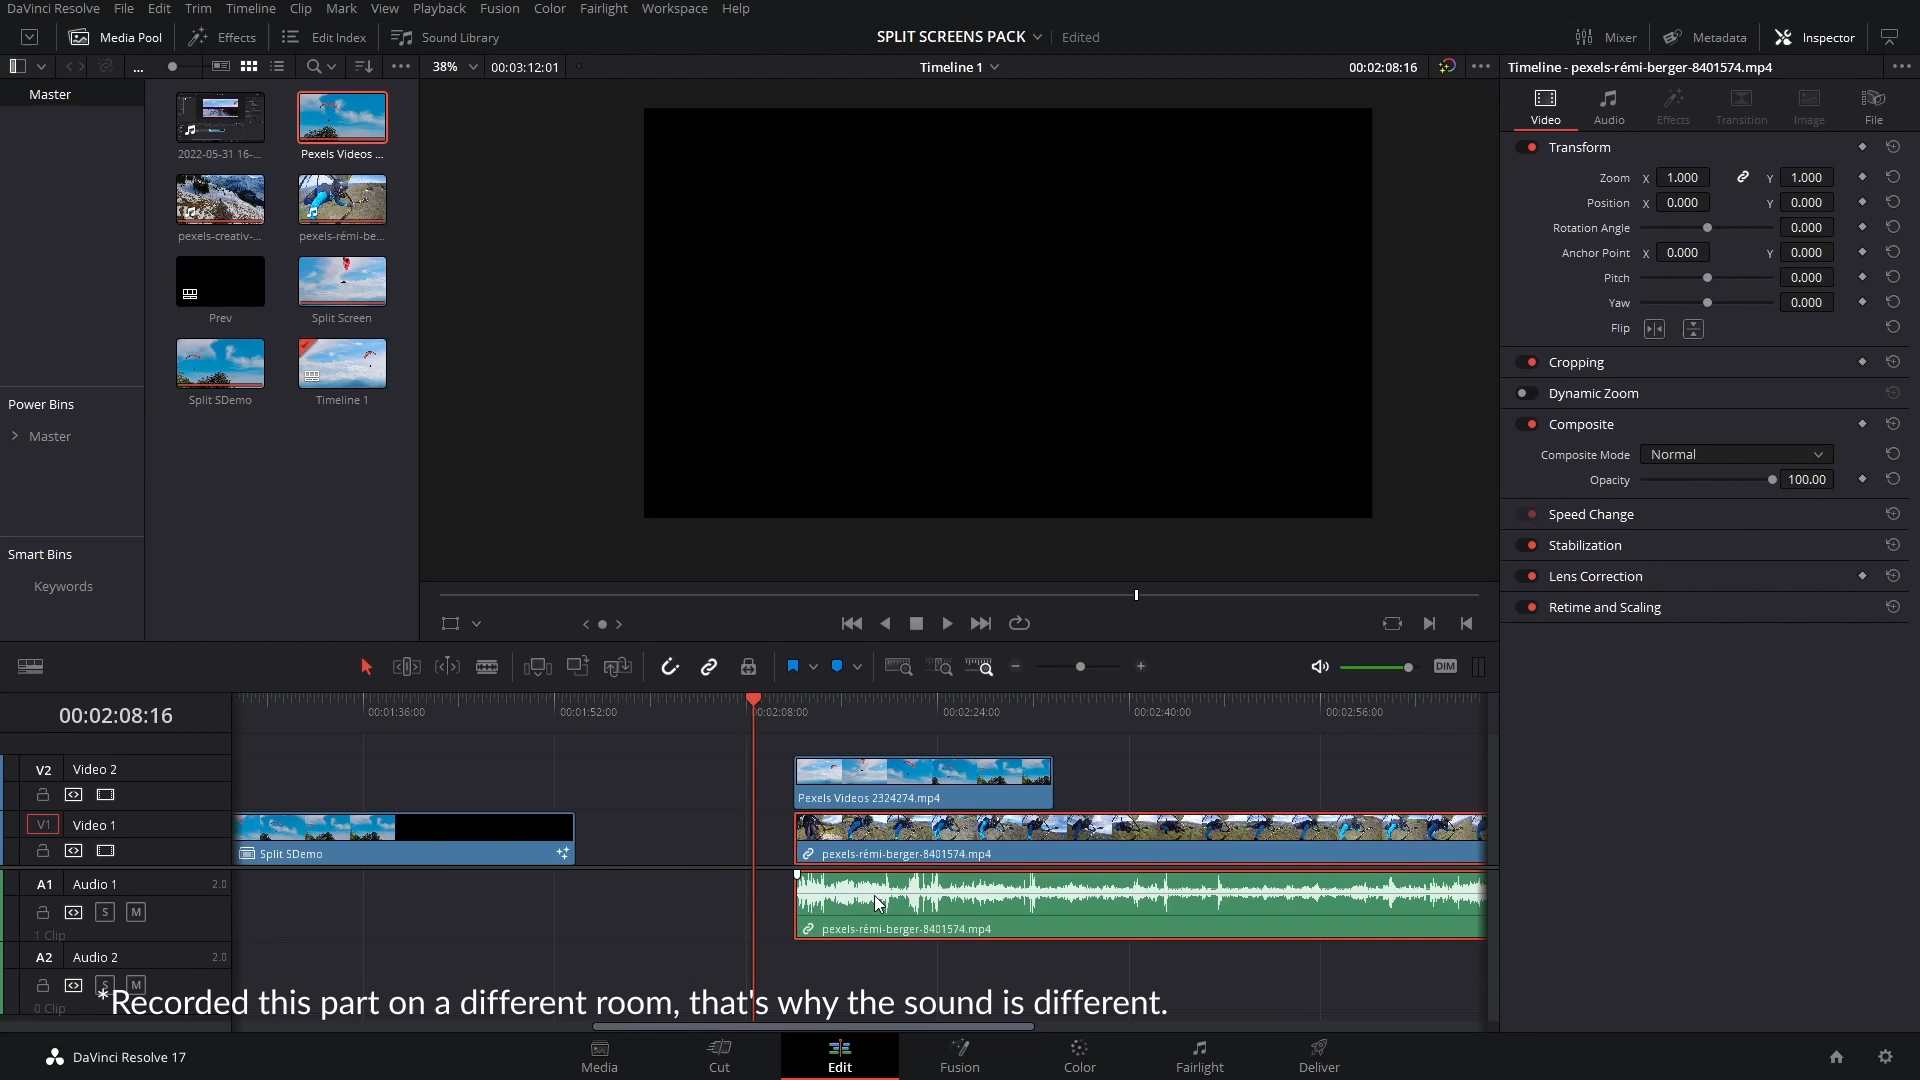 DaVinci Resolve File Edit Trim Timeline Clip Mark View Playback Fusion Color Fairlight Workspace Help
Media Pool Effects Edit Index Sound Library SPLIT SCREENS PACK Edited Mixer Metadata Inspector
... 38% 00:03:12:01 Timeline 1 00:02:08:16 Timeline - pexels-rémi-berger-8401574.mp4
Master
Video Audio Effects Transition Image File
2022-05-31 16-... Pexels Videos ...
Transform
Zoom X 1.000 Y 1.000
Position X 0.000 Y 0.000
pexels-creativ-... pexels-rémi-be...
Rotation Angle 0.000
Anchor Point X 0.000 Y 0.000
Pitch 0.000
Yaw 0.000
Prev Split Screen
Flip
Cropping
Dynamic Zoom
Split SDemo Timeline 1
Power Bins
Master
Composite
Composite Mode Normal
Opacity 100.00
Speed Change
Smart Bins
Stabilization
Keywords
Lens Correction
Retime and Scaling
DIM
00:02:08:16
00:01:36:00 00:01:52:00 00:02:08:00 00:02:24:00 00:02:40:00 00:02:56:00
V2 Video 2
Pexels Videos 2324274.mp4
V1 Video 1
Split SDemo pexels-rémi-berger-8401574.mp4
A1 Audio 1 2.0
S M
1 Clip
pexels-rémi-berger-8401574.mp4
A2 Audio 2 2.0
S M
0 Clip
*Recorded this part on a different room, that's why the sound is different.
DaVinci Resolve 17
Media Cut Edit Fusion Color Fairlight Deliver